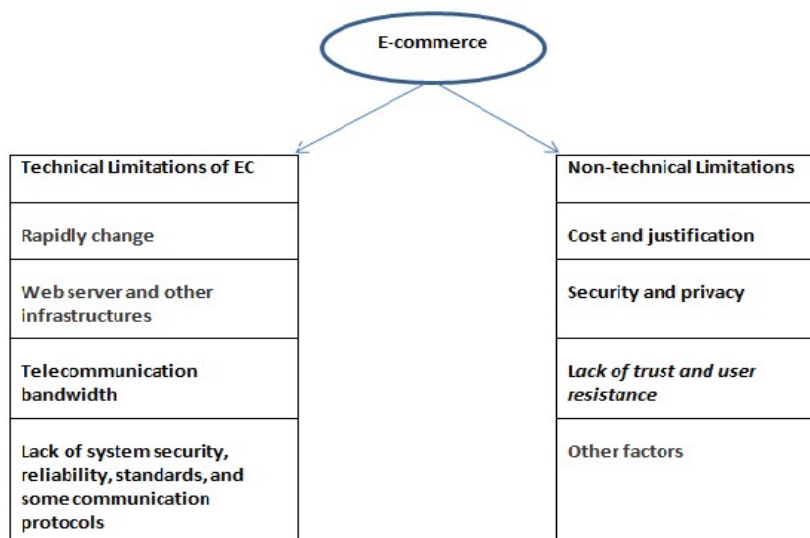 E-commerce
Technical Limitations of EC
Rapidly change
Web server and other
infrastructures
Telecommunication
bandwidth
Lack of system security,
reliability, standards, and
some communication
protocols
Non-technical Limitations
Cost and justification
Security and privacy
Lack of trust and user
resistance
Other factors